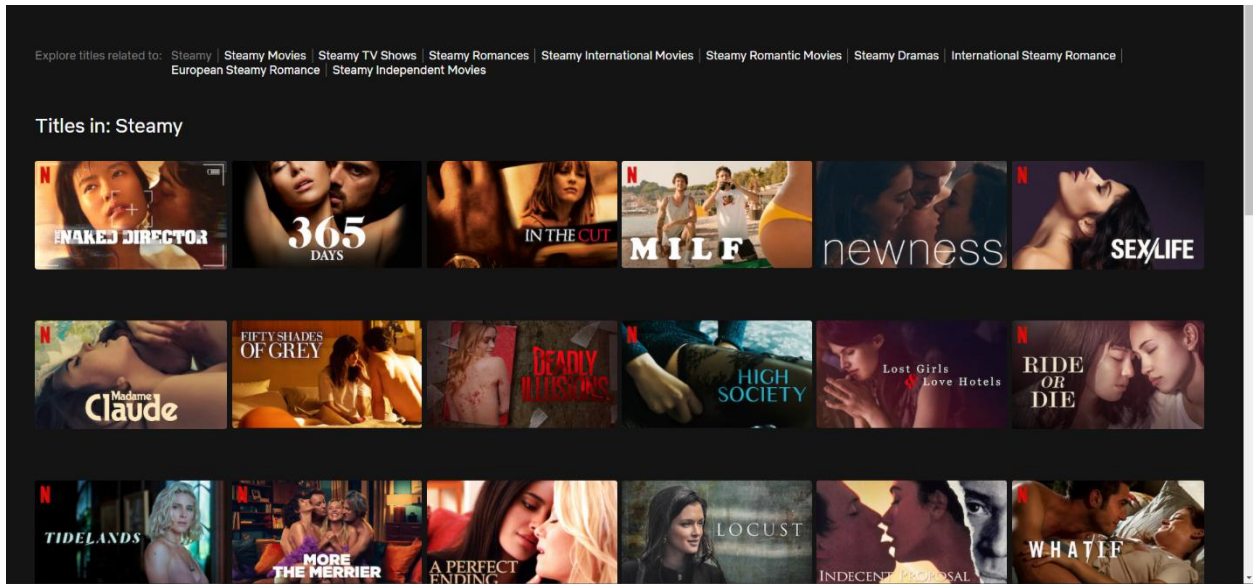 Explore titles related to: Steamy | Steamy Movies | Steamy TV Shows | Steamy Romances | Steamy International Movies | Steamy Romantic Movies | Steamy Dramas | International Steamy Romance |
European Steamy Romance | Steamy Independent Movies
Titles in: Steamy
N
THE NAKED DIRECTOR
365
DAYS
IN THE CUT
N
MILF
newness
N
SEX/LIFE
N
Madame
Claude
FIFTY SHADES
OF GREY
DEADLY
ILLUSIONS
N
HIGH
SOCIETY
Lost Girls
& Love Hotels
N
RIDE
OR
DIE
N
TIDELANDS
N
MORE
THE MERRIER
A PERFECT
ENDING
LOCUST
INDECENT PROPOSAL
N
WHAT/IF